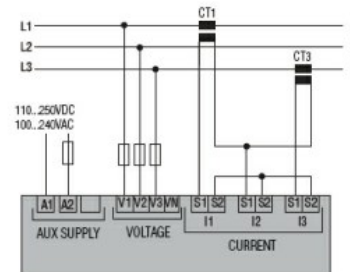 CT1
L1
L2
L3
CT3
110...250VDC
100...240VAC
A1 A2 V1 V2 V3 VN S1 S2 S1 S2 S1 S2
I1 I2 I3
AUX SUPPLY VOLTAGE
CURRENT